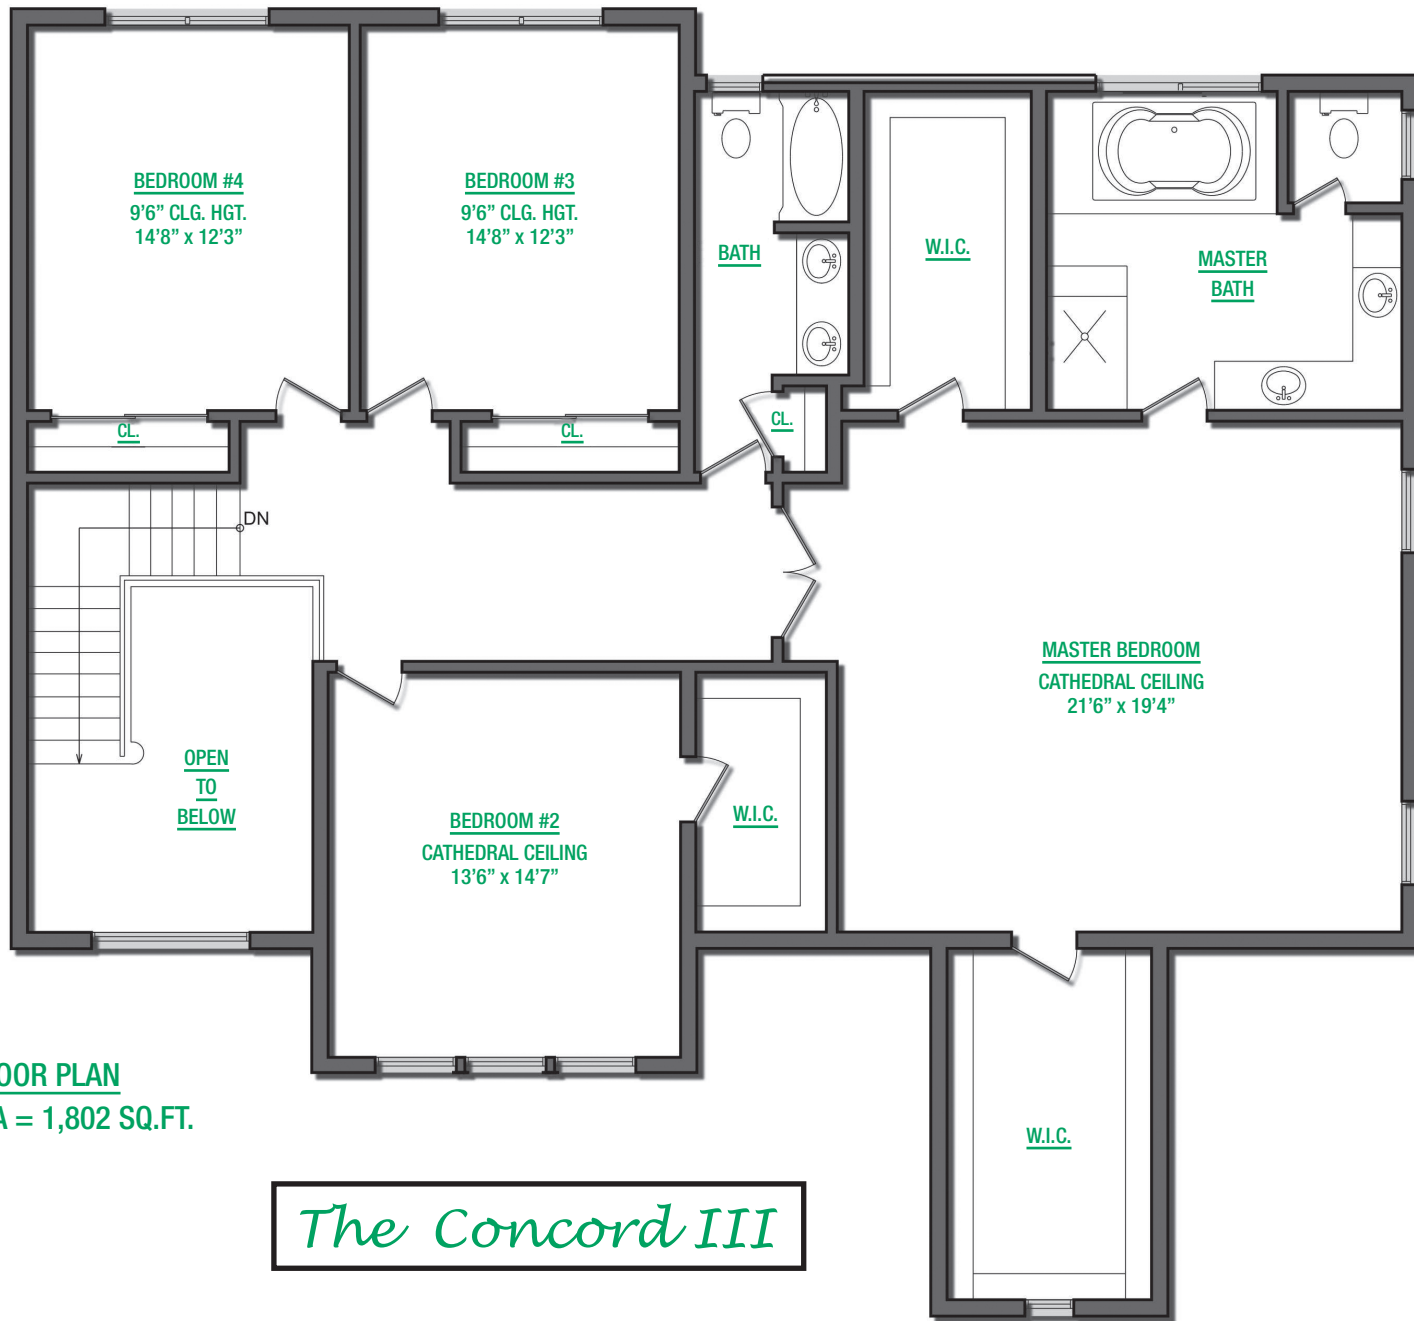 BEDROOM #4
9'6" CLG. HGT.
14'8" x 12'3"
BEDROOM #3
9'6" CLG. HGT.
14'8" x 12'3"
BATH
W.I.C.
MASTER
BATH
CL.
CL.
CL.
DN
MASTER BEDROOM
CATHEDRAL CEILING
21'6" x 19'4"
OPEN
TO
BELOW
BEDROOM #2
CATHEDRAL CEILING
13'6" x 14'7"
W.I.C.
OOR PLAN
A = 1,802 SQ.FT.
W.I.C.
The Concord III